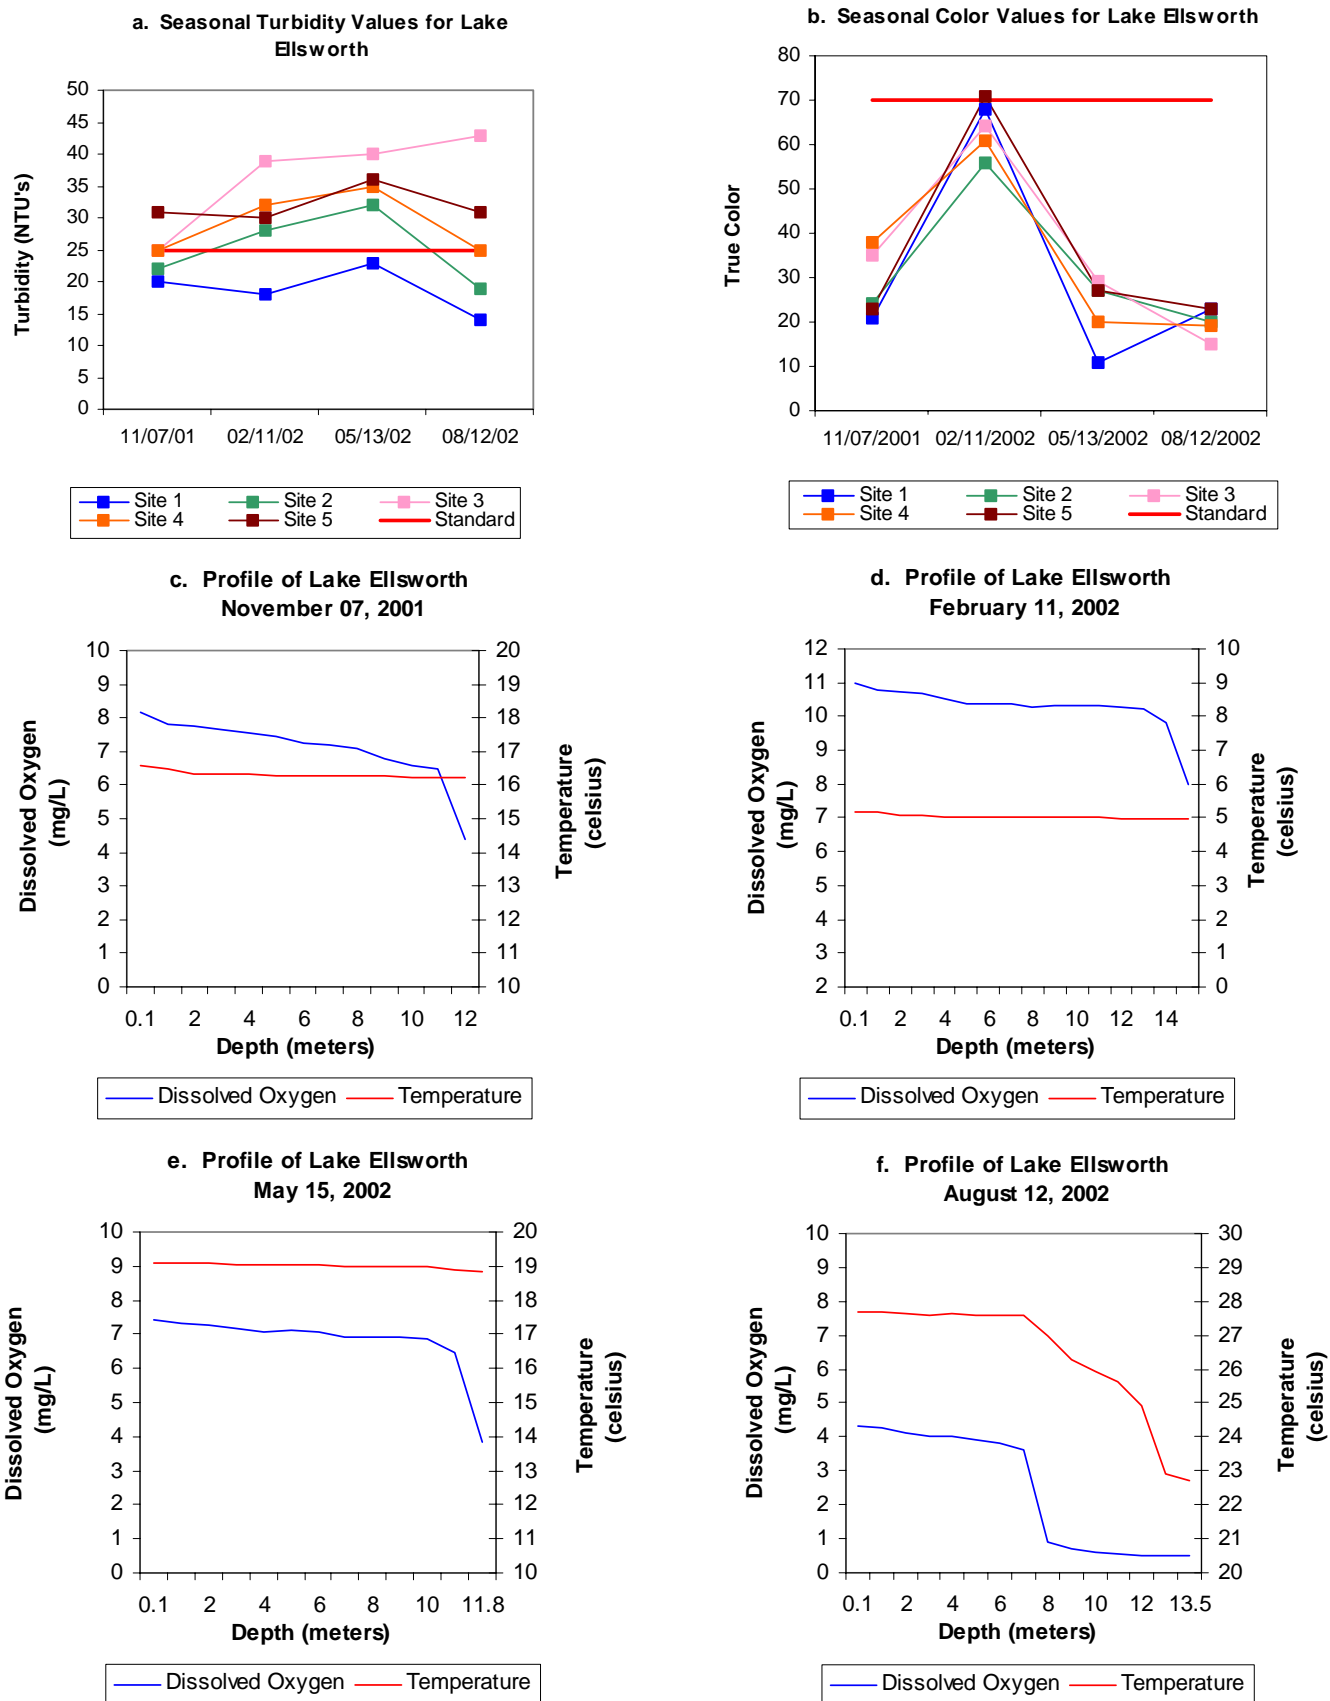 a. Seasonal Turbidity Values for Lake
Ellsworth
50
45
40
35
30
25
20
15
10
5
0
Turbidity (NTU's)
11/07/01 02/11/02 05/13/02 08/12/02
Site 1 Site 2 Site 3
Site 4 Site 5 Standard
b. Seasonal Color Values for Lake Ellsworth
80
70
60
50
40
30
20
10
0
True Color
11/07/2001 02/11/2002 05/13/2002 08/12/2002
Site 1 Site 2 Site 3
Site 4 Site 5 Standard
c. Profile of Lake Ellsworth
November 07, 2001
10
9
8
7
6
5
4
3
2
1
0
Dissolved Oxygen
(mg/L)
20
19
18
17
16
15
14
13
12
11
10
Temperature
(celsius)
0.1 2 4 6 8 10 12
Depth (meters)
Dissolved Oxygen Temperature
d. Profile of Lake Ellsworth
February 11, 2002
12
11
10
9
8
7
6
5
4
3
2
Dissolved Oxygen
(mg/L)
10
9
8
7
6
5
4
3
2
1
0
Temperature
(celsius)
0.1 2 4 6 8 10 12 14
Depth (meters)
Dissolved Oxygen Temperature
e. Profile of Lake Ellsworth
May 15, 2002
10
9
8
7
6
5
4
3
2
1
0
Dissolved Oxygen
(mg/L)
20
19
18
17
16
15
14
13
12
11
10
Temperature
(celsius)
0.1 2 4 6 8 10 11.8
Depth (meters)
Dissolved Oxygen Temperature
f. Profile of Lake Ellsworth
August 12, 2002
10
9
8
7
6
5
4
3
2
1
0
Dissolved Oxygen
(mg/L)
30
29
28
27
26
25
24
23
22
21
20
Temperature
(celsius)
0.1 2 4 6 8 10 12 13.5
Depth (meters)
Dissolved Oxygen Temperature